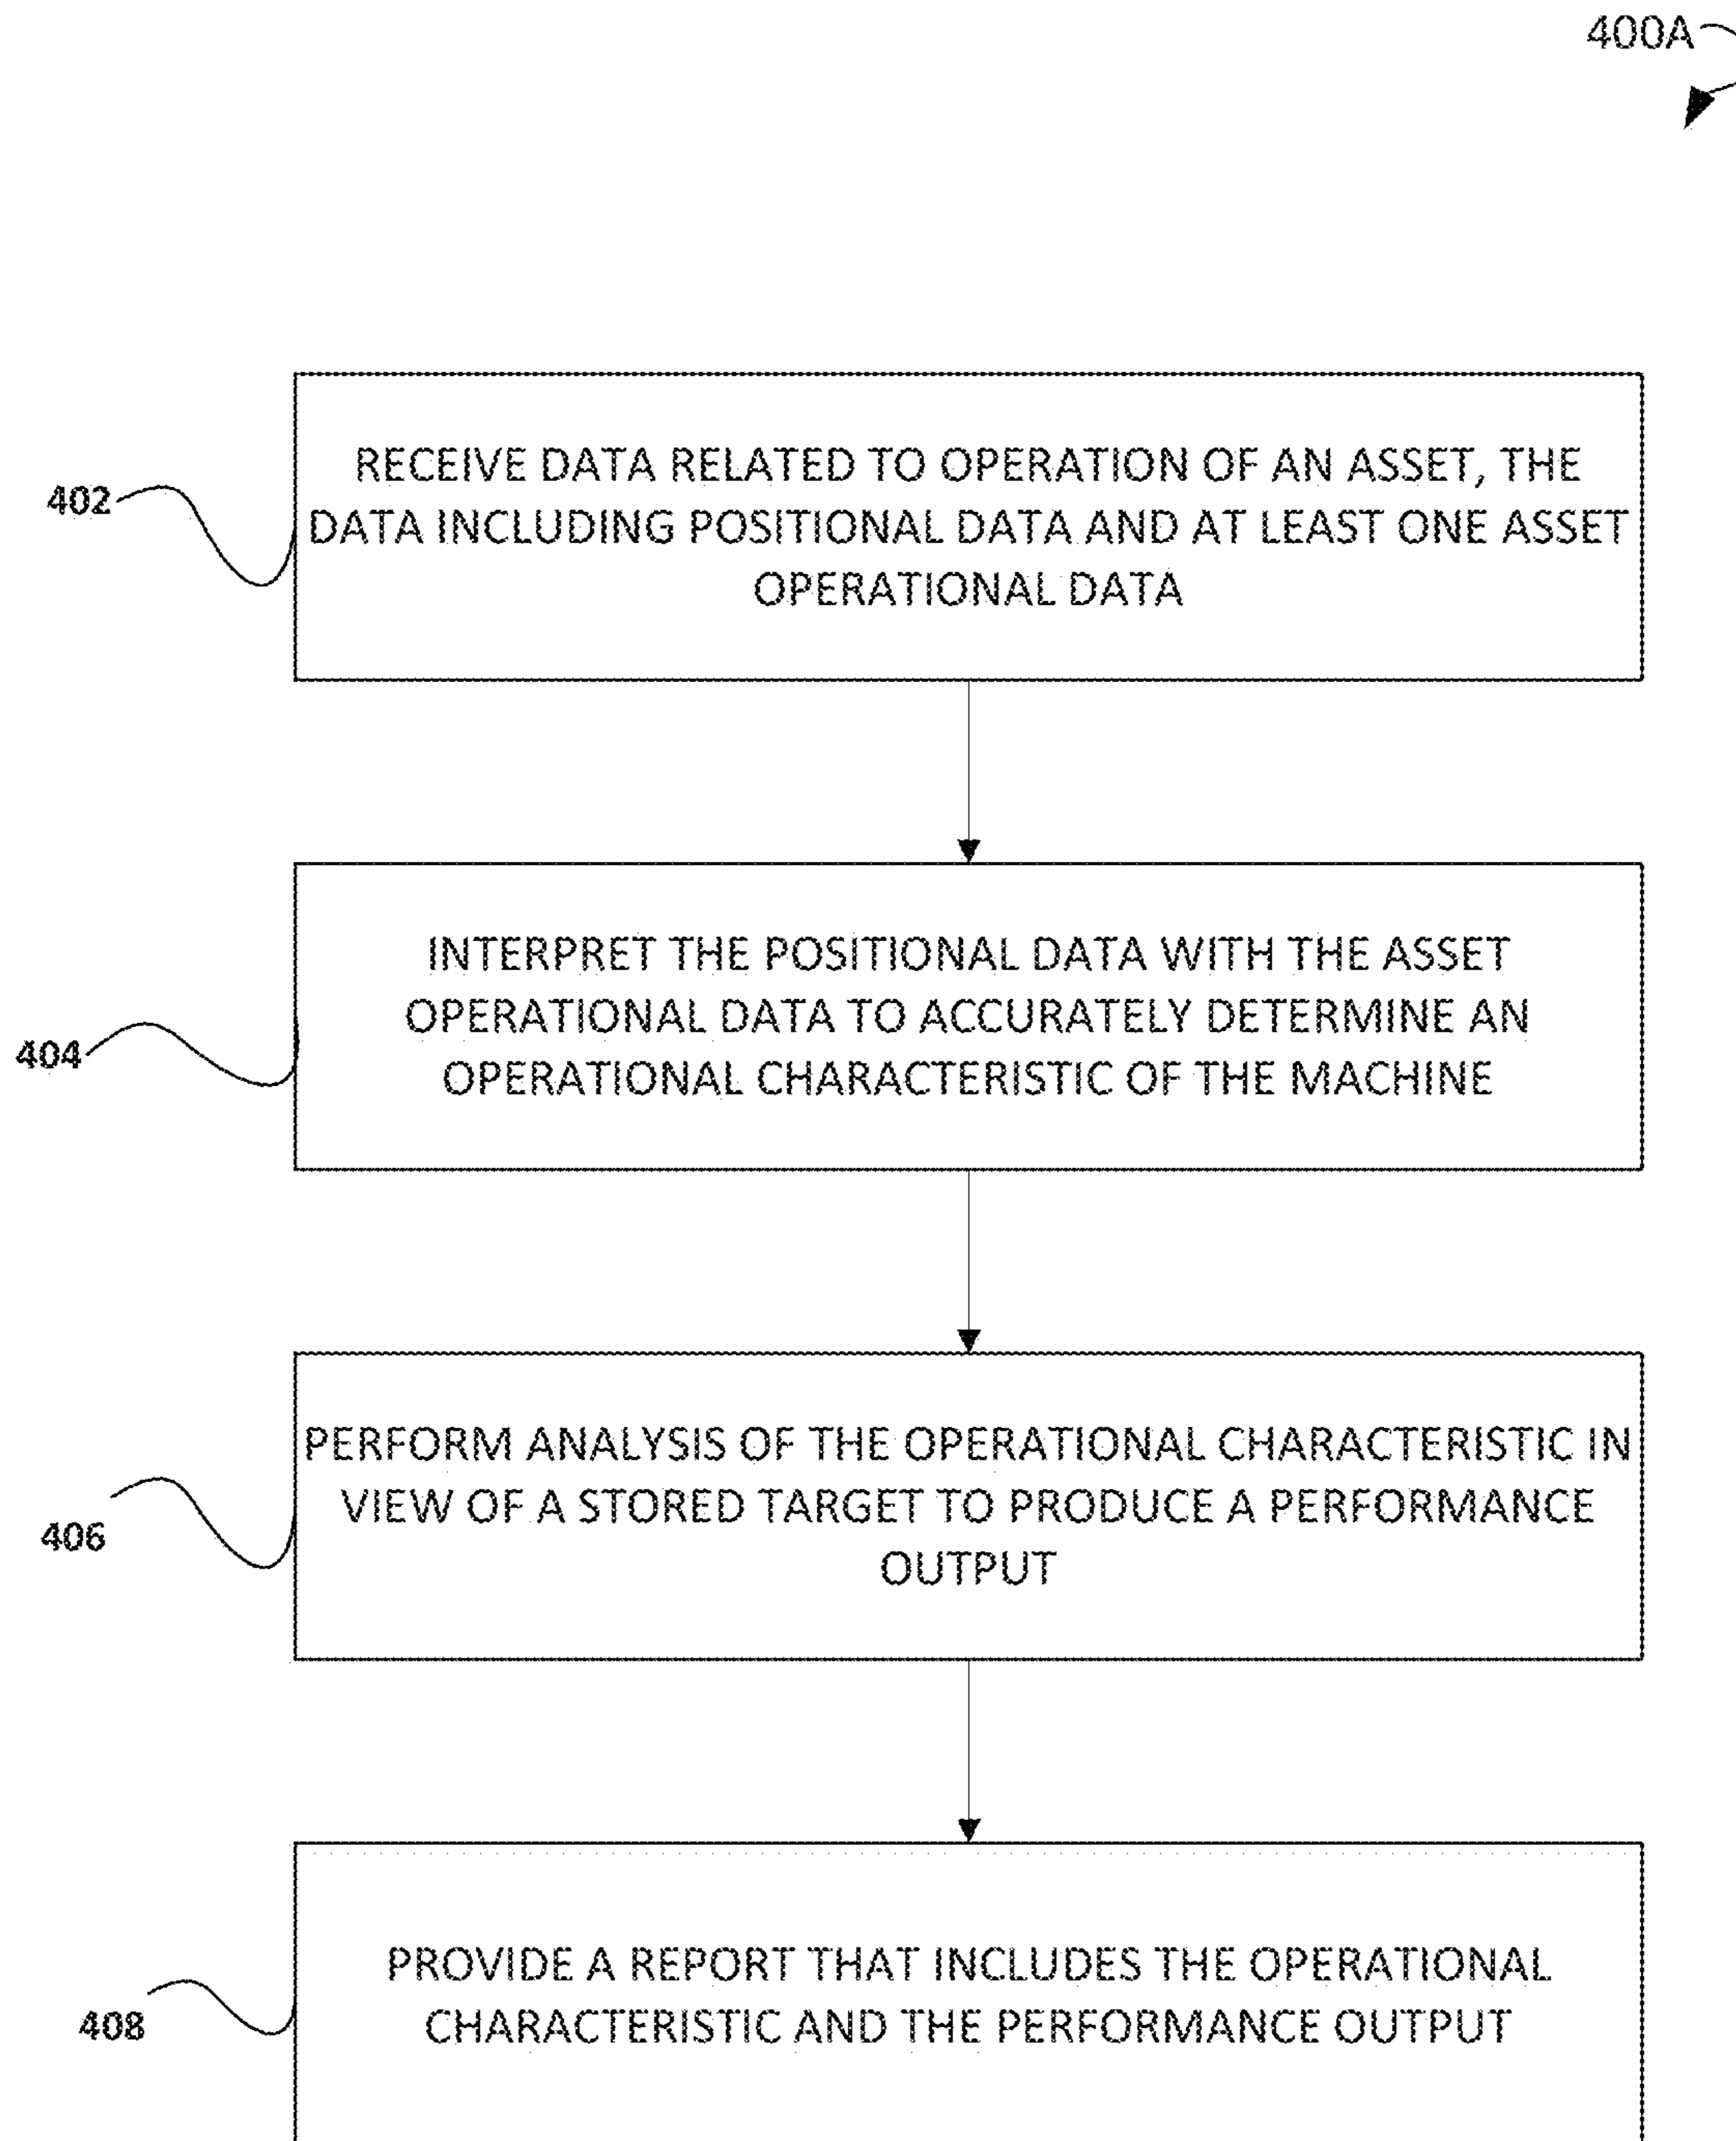 400A
402
RECEIVE DATA RELATED TO OPERATION OF AN ASSET, THE
DATA INCLUDING POSITIONAL DATA AND AT LEAST ONE ASSET
OPERATIONAL DATA
404
INTERPRET THE POSITIONAL DATA WITH THE ASSET
OPERATIONAL DATA TO ACCURATELY DETERMINE AN
OPERATIONAL CHARACTERISTIC OF THE MACHINE
406
PERFORM ANALYSIS OF THE OPERATIONAL CHARACTERISTIC IN
VIEW OF A STORED TARGET TO PRODUCE A PERFORMANCE
OUTPUT
408
PROVIDE A REPORT THAT INCLUDES THE OPERATIONAL
CHARACTERISTIC AND THE PERFORMANCE OUTPUT